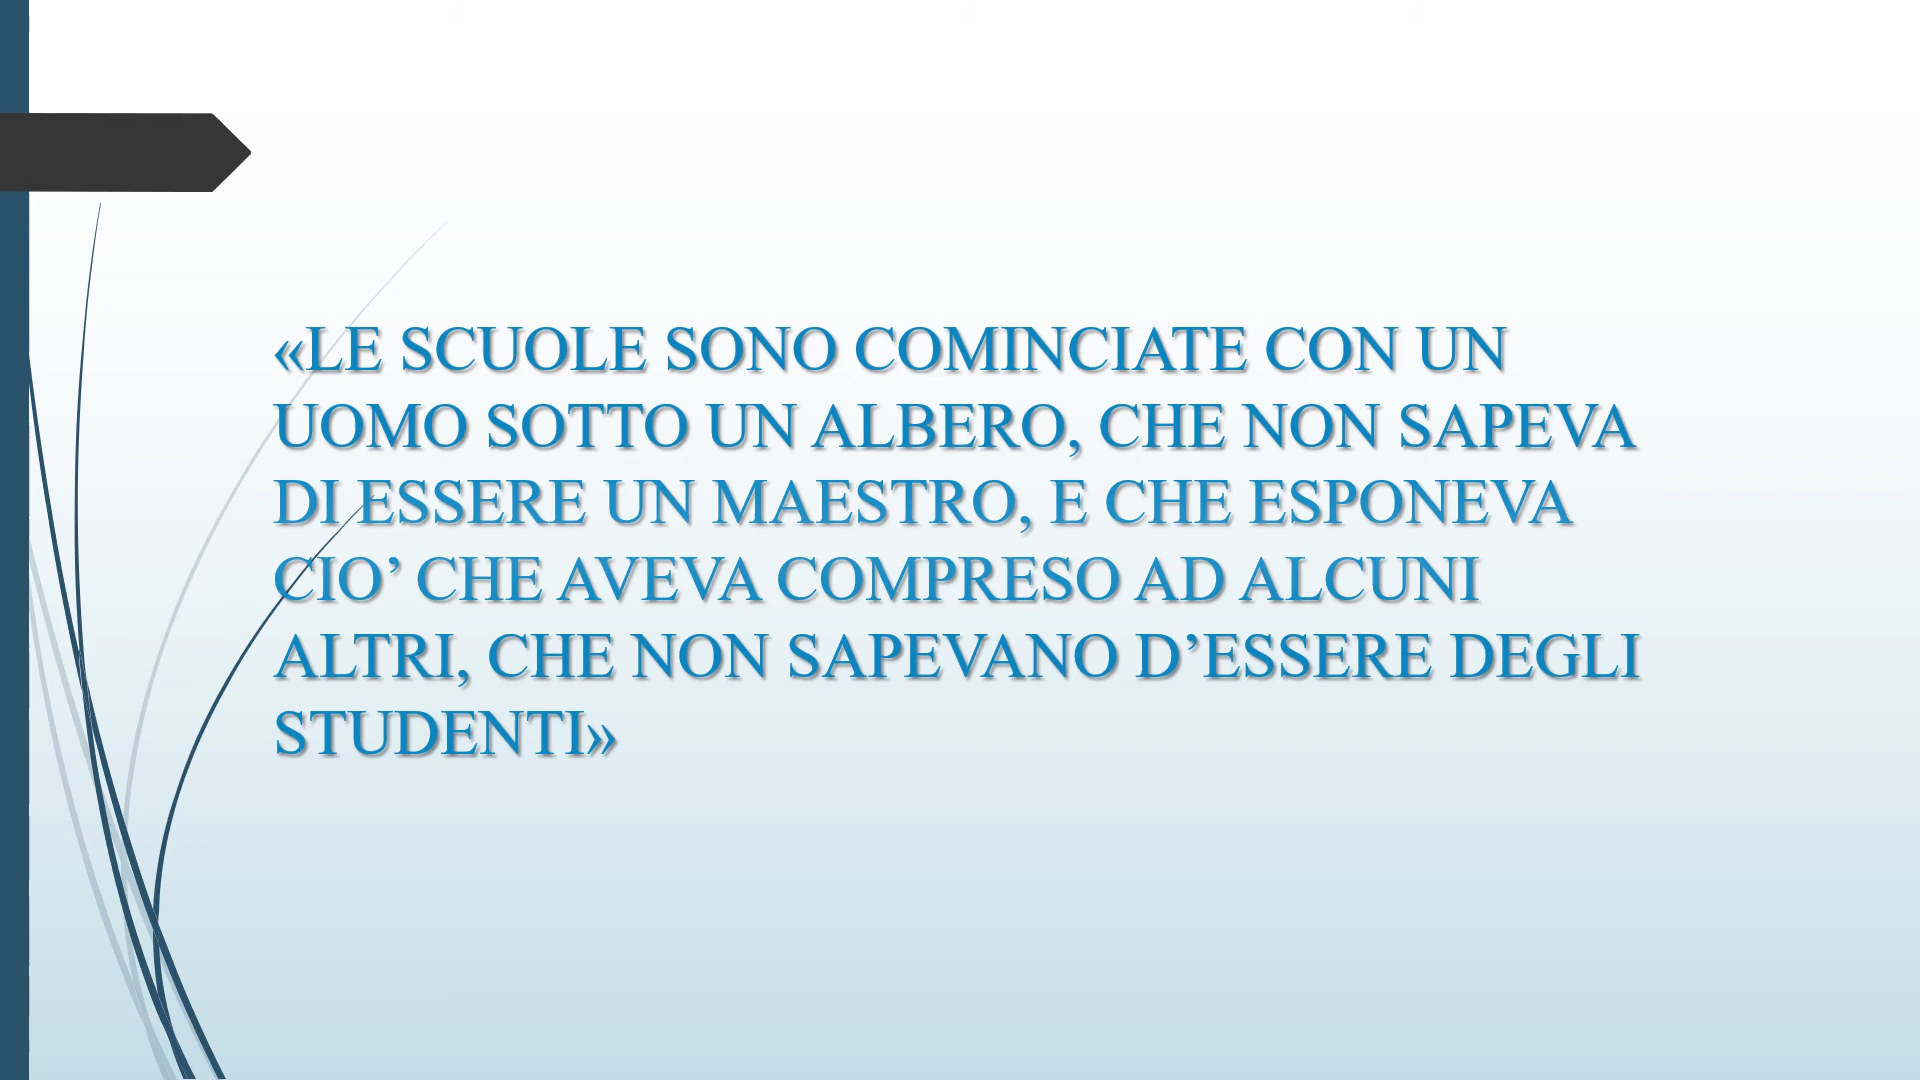 «LE SCUOLE SONO COMINCIATE CON UN
UOMO SOTTO UN ALBERO, CHE NON SAPEVA
DI ESSERE UN MAESTRO, E CHE ESPONEVA
CIO’ CHE AVEVA COMPRESO AD ALCUNI
ALTRI, CHE NON SAPEVANO D’ESSERE DEGLI
STUDENTI»